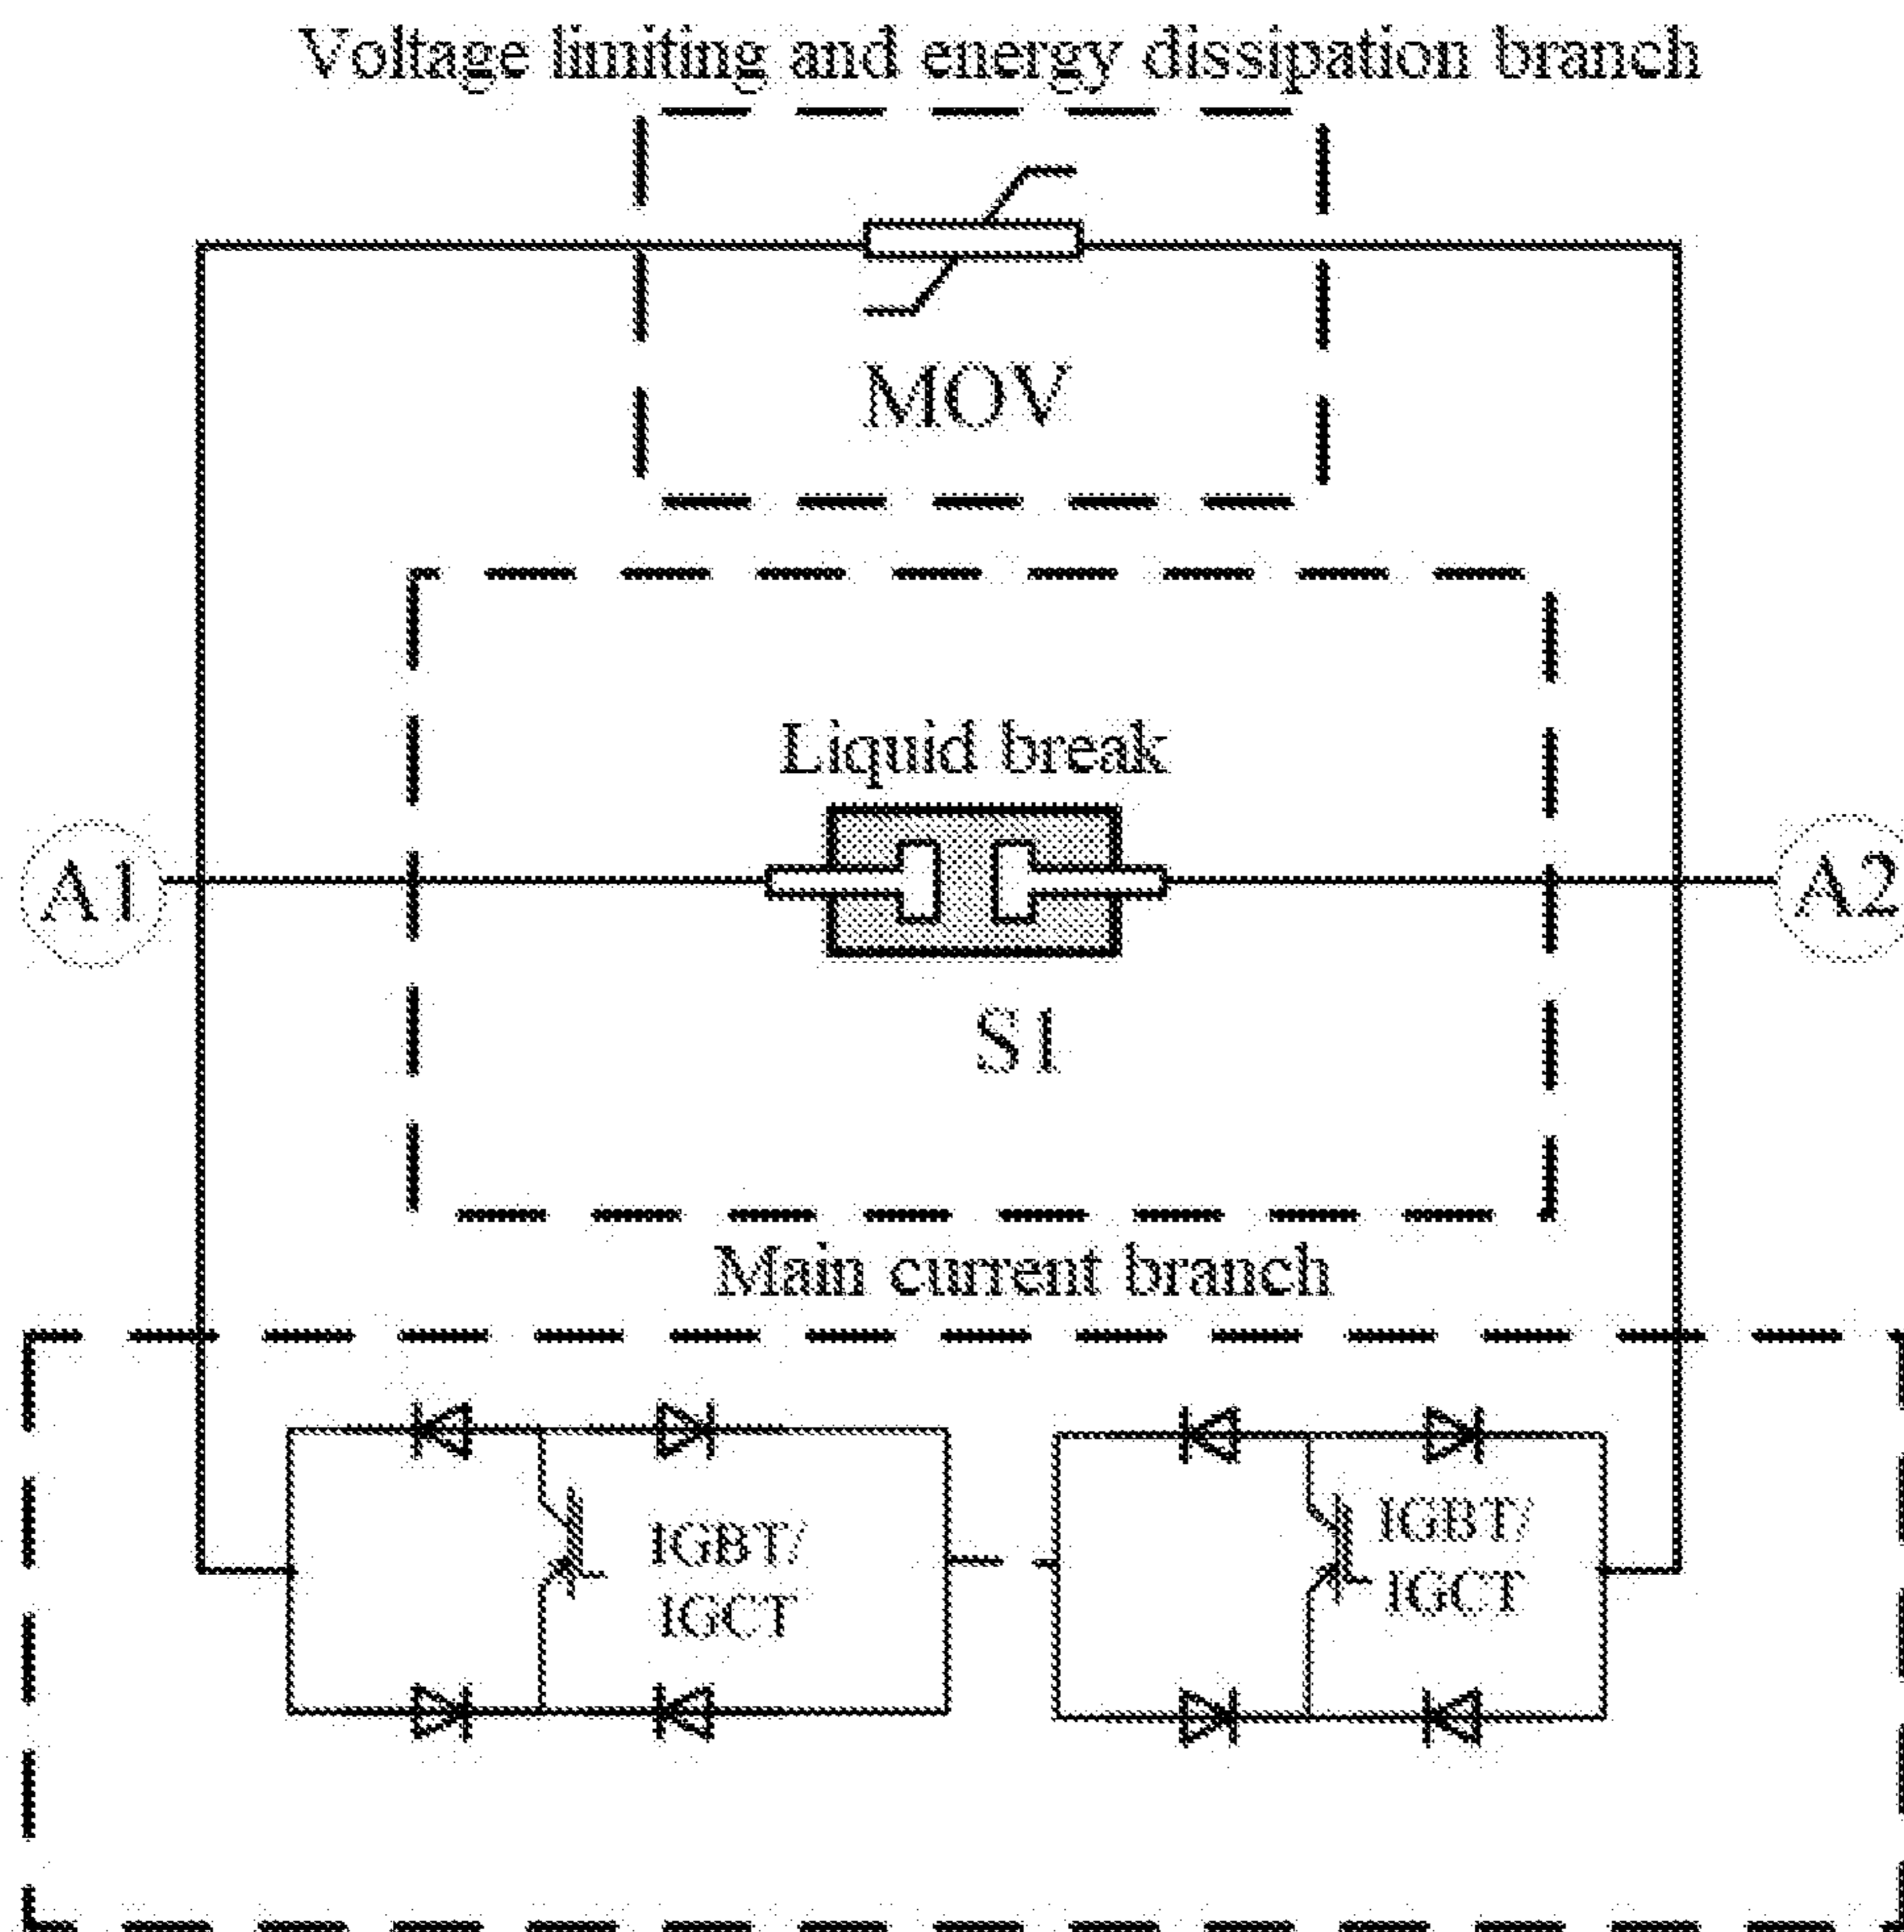 Voltage limiting and energy dissipation branch
MOV
Liquid break
A1
A2
S1
Main current branch
IGBT/
IGCT
IGBT/
IGCT